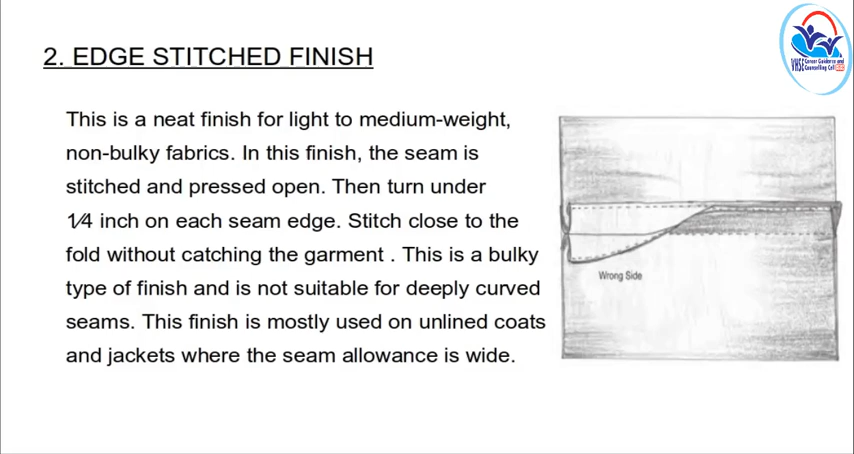 2. EDGE STITCHED FINISH
This is a neat finish for light to medium-weight,
non-bulky fabrics. In this finish, the seam is
stitched and pressed open. Then turn under
1⁄4 inch on each seam edge. Stitch close to the
fold without catching the garment . This is a bulky
type of finish and is not suitable for deeply curved
seams. This finish is mostly used on unlined coats
and jackets where the seam allowance is wide.
Wrong Side
VHSE Career Guidance and
Counselling Cell